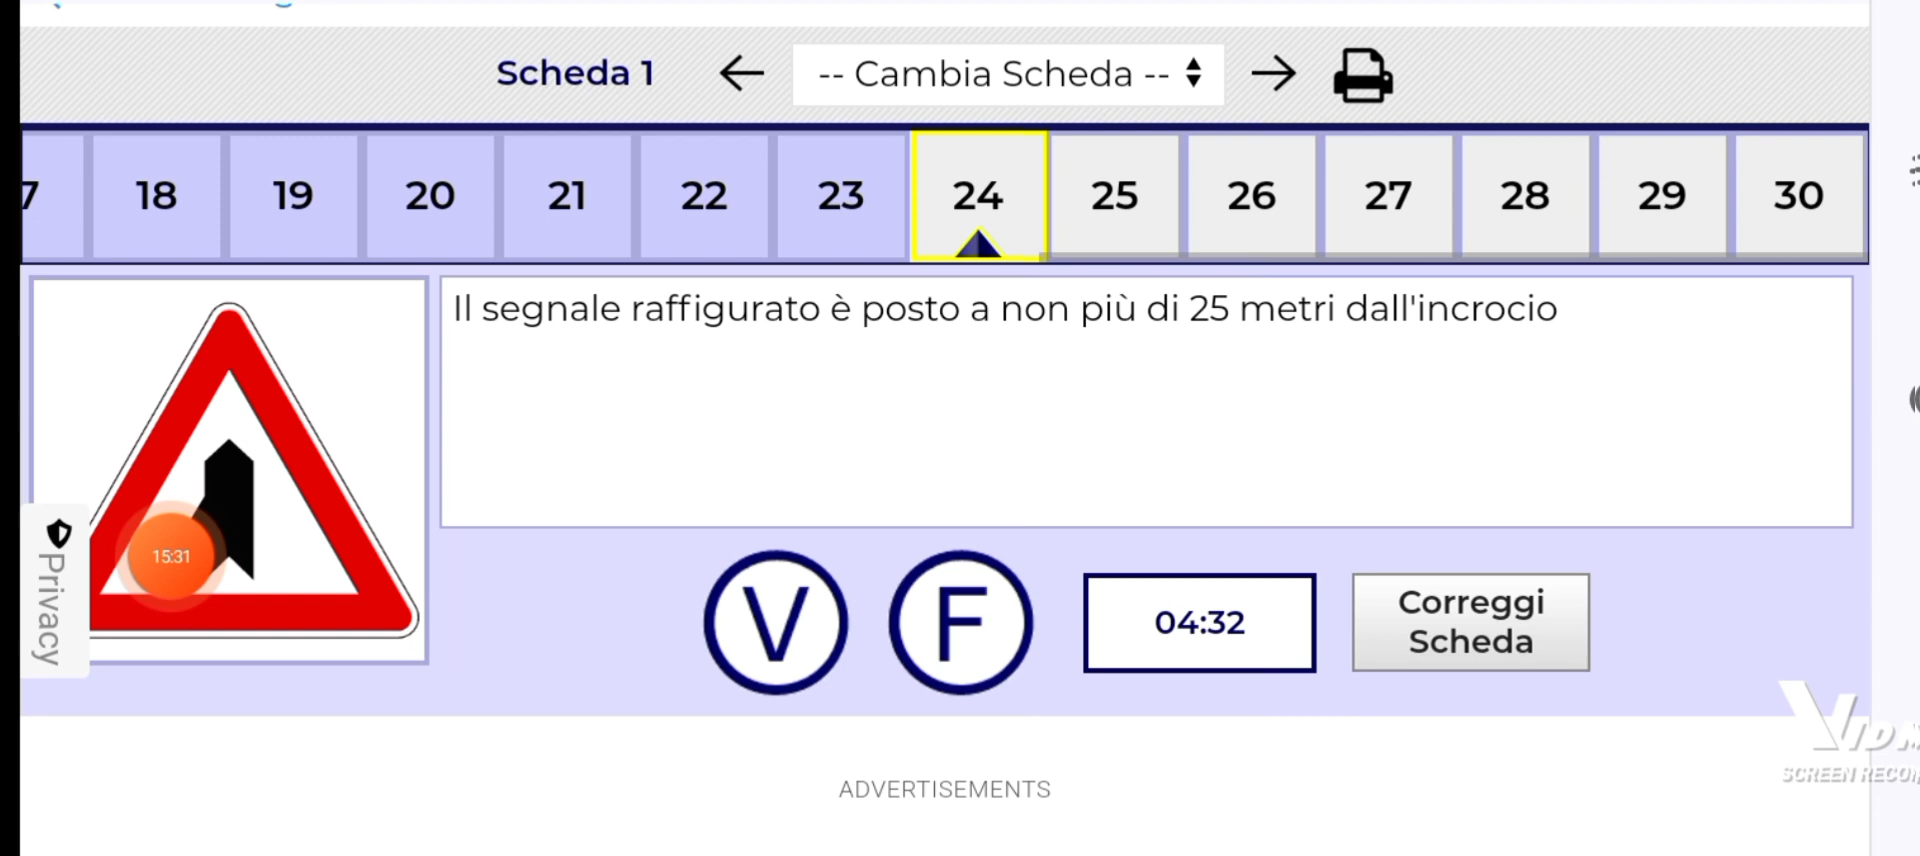 Scheda 1
-- Cambia Scheda --
7 18 19 20 21 22 23 24 25 26 27 28 29 30
Il segnale raffigurato è posto a non più di 25 metri dall'incrocio
15:31
Privacy
V F 04:32 Correggi
Scheda
ADVERTISEMENTS
SCREEN